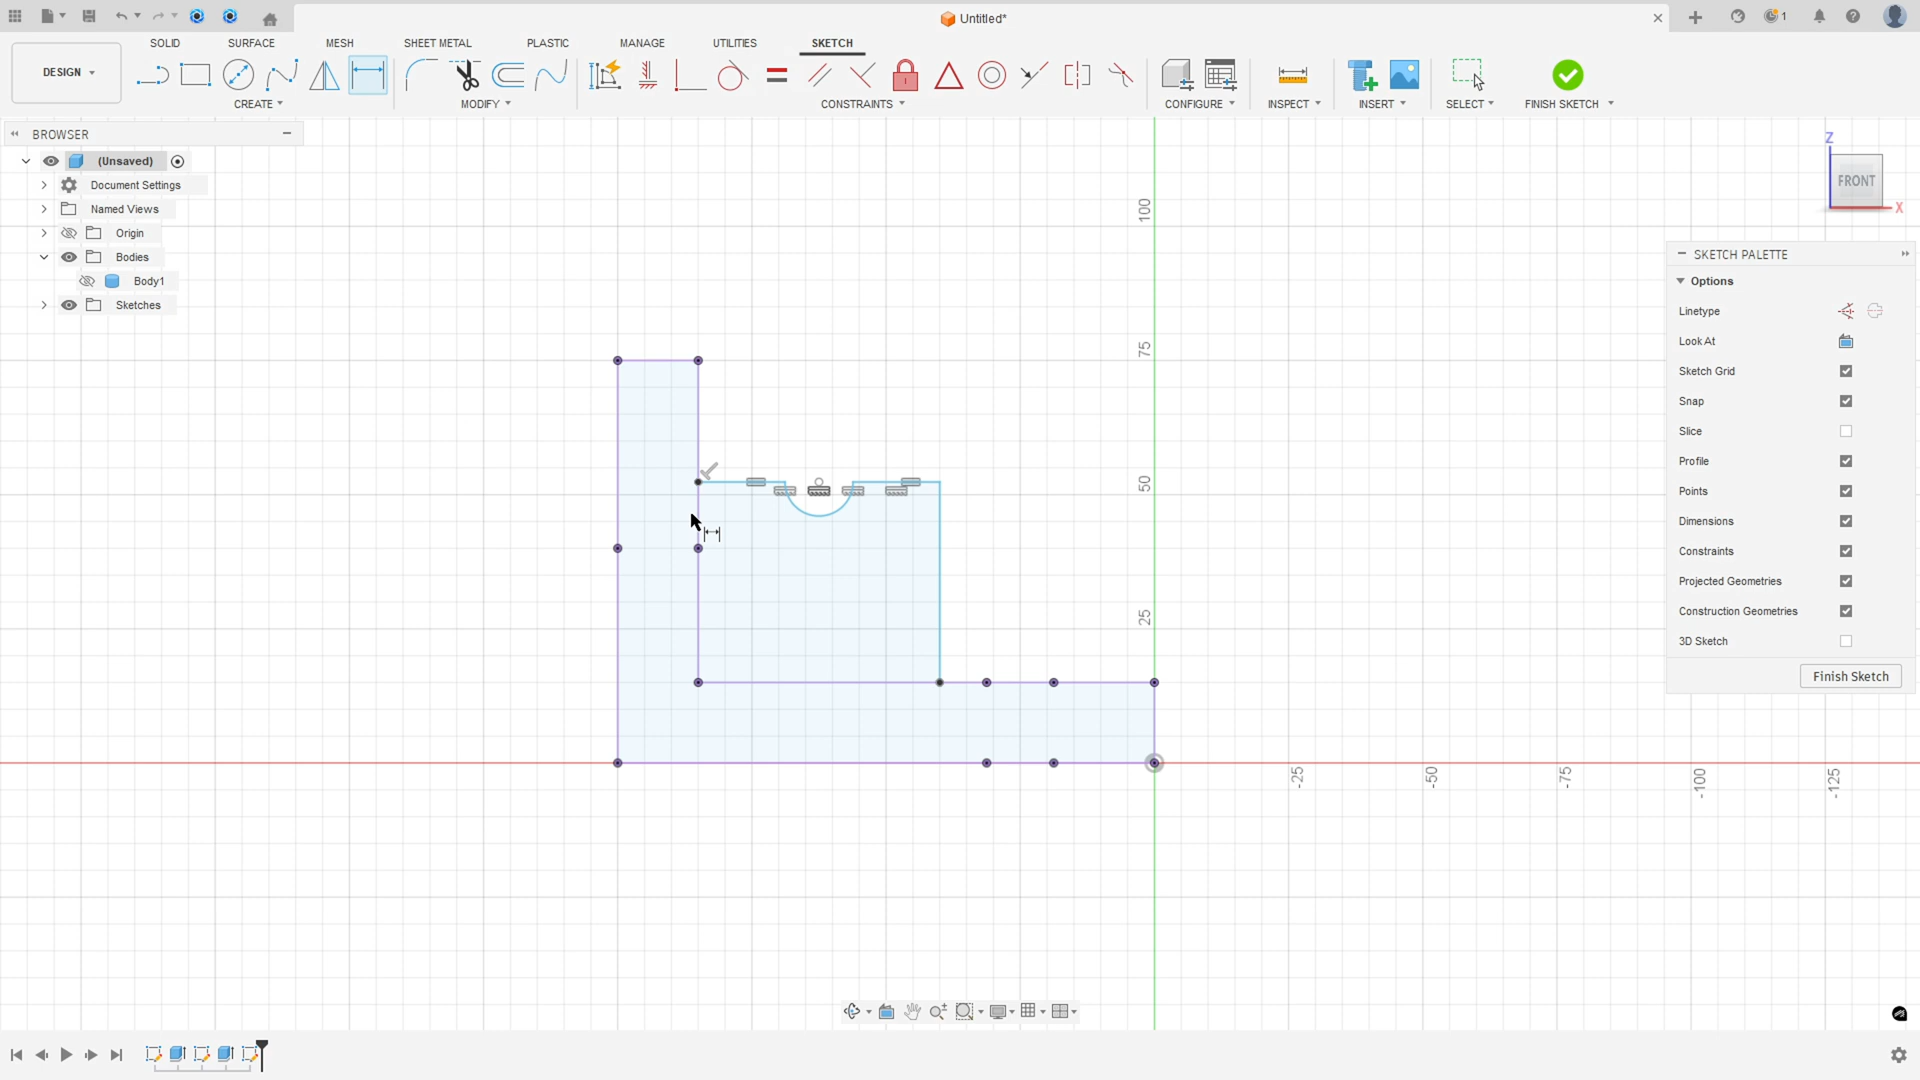 Untitled*
1
DESIGN
SOLID
SURFACE
MESH
SHEET METAL
PLASTIC
MANAGE
UTILITIES
SKETCH
CREATE
MODIFY
CONSTRAINTS
CONFIGURE
INSPECT
INSERT
SELECT
FINISH SKETCH
BROWSER
(Unsaved)
Document Settings
Named Views
Origin
Bodies
Body1
Sketches
Z
FRONT
X
100
75
50
25
-25
-50
-75
-100
-125
SKETCH PALETTE
Options
Linetype
Look At
Sketch Grid
Snap
Slice
Profile
Points
Dimensions
Constraints
Projected Geometries
Construction Geometries
3D Sketch
Finish Sketch